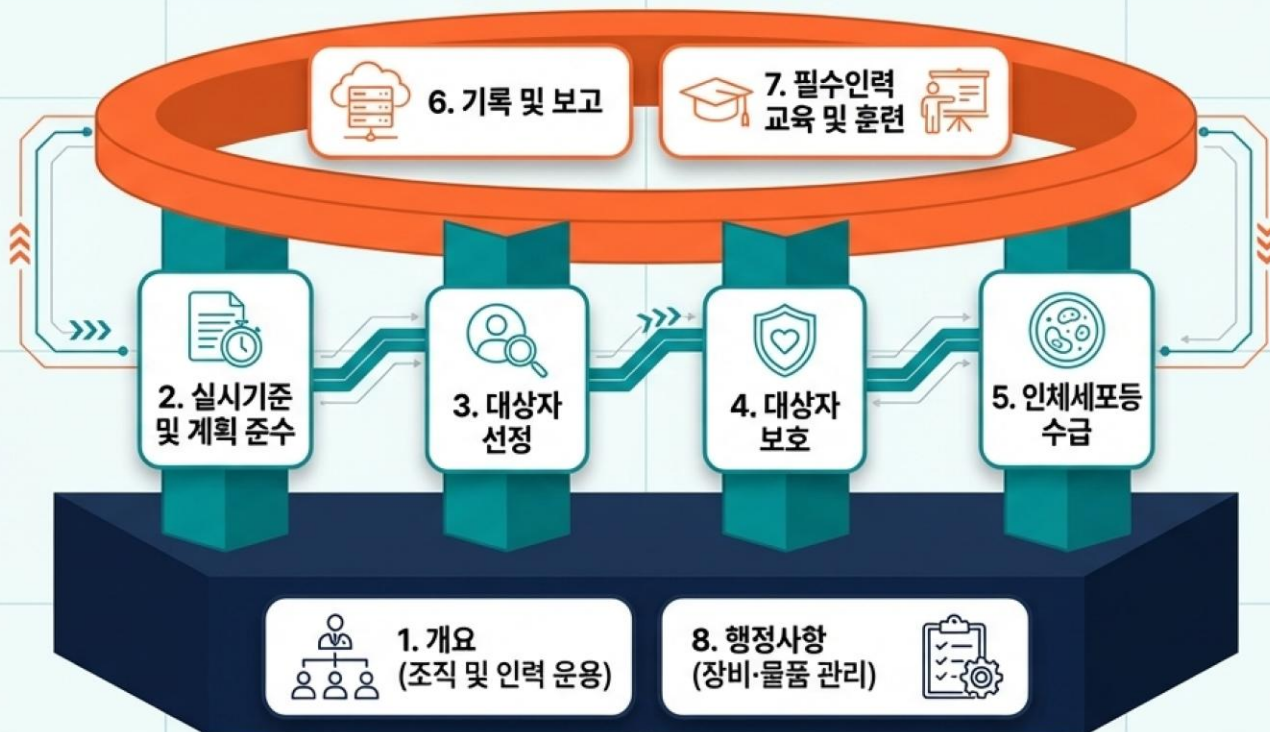 6. 기록 및 보고
7. 필수인력
교육 및 훈련
2. 실시기준
및 계획 준수
3. 대상자
선정
4. 대상자
보호
5. 인체세포등
수급
1. 개요
(조직 및 인력 운용)
8. 행정사항
(장비·물품 관리)